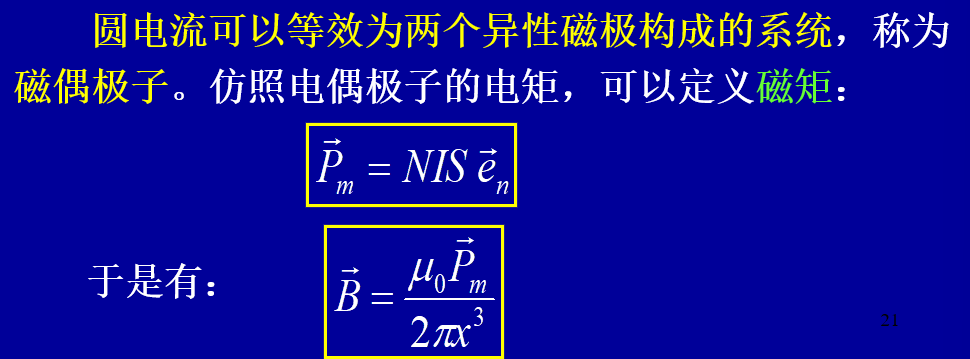 圆电流可以等效为两个异性磁极构成的系统，称为
磁偶极子。仿照电偶极子的电矩，可以定义磁矩：
$\vec{P}_m = NIS\,\vec{e}_n$
于是有： $\vec{B} = \frac{\mu_0 \vec{P}_m}{2\pi x^3}$
21